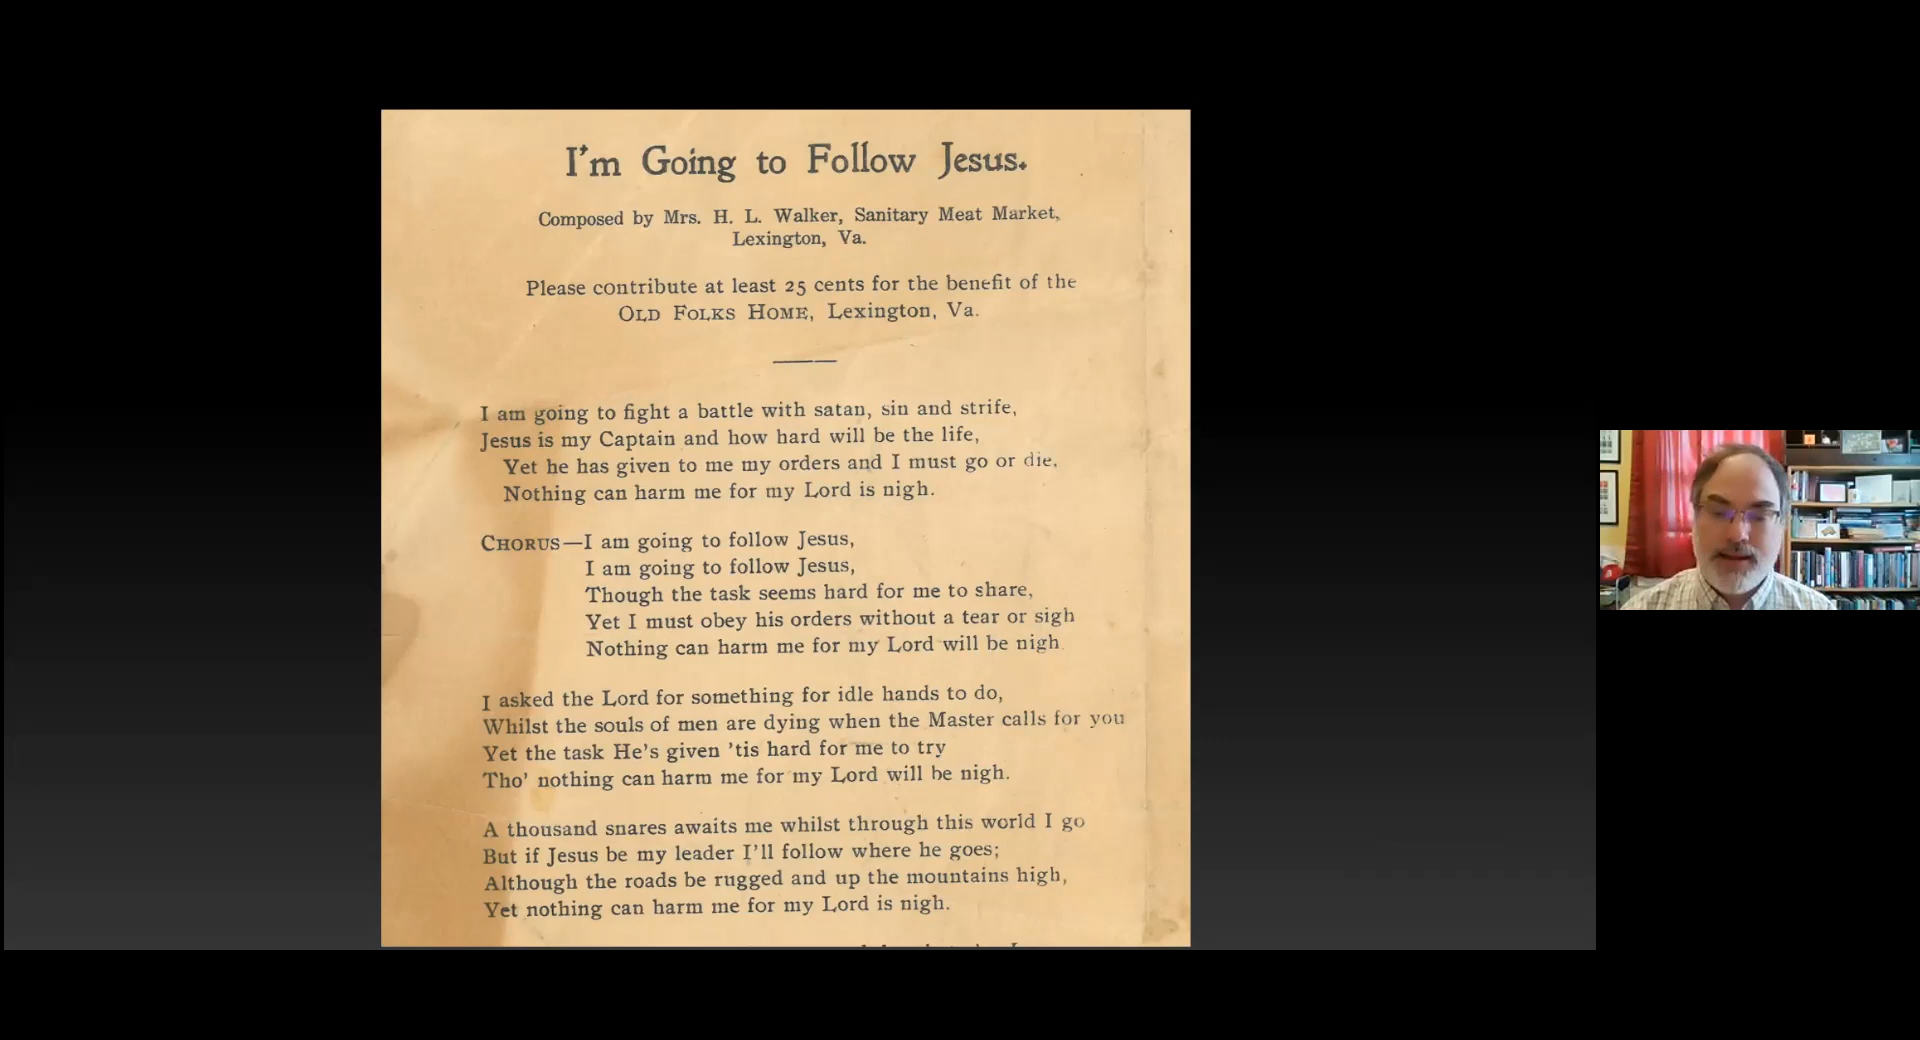 I'm Going to Follow Jesus.
Composed by Mrs. H. L. Walker, Sanitary Meat Market,
Lexington, Va.
Please contribute at least 25 cents for the benefit of the
OLD FOLKS HOME, Lexington, Va.
I am going to fight a battle with satan, sin and strife,
Jesus is my Captain and how hard will be the life,
Yet he has given to me my orders and I must go or die,
Nothing can harm me for my Lord is nigh.
CHORUS—I am going to follow Jesus,
I am going to follow Jesus,
Though the task seems hard for me to share,
Yet I must obey his orders without a tear or sigh
Nothing can harm me for my Lord will be nigh
I asked the Lord for something for idle hands to do,
Whilst the souls of men are dying when the Master calls for you
Yet the task He's given 'tis hard for me to try
Tho' nothing can harm me for my Lord will be nigh.
A thousand snares awaits me whilst through this world I go
But if Jesus be my leader I'll follow where he goes;
Although the roads be rugged and up the mountains high,
Yet nothing can harm me for my Lord is nigh.